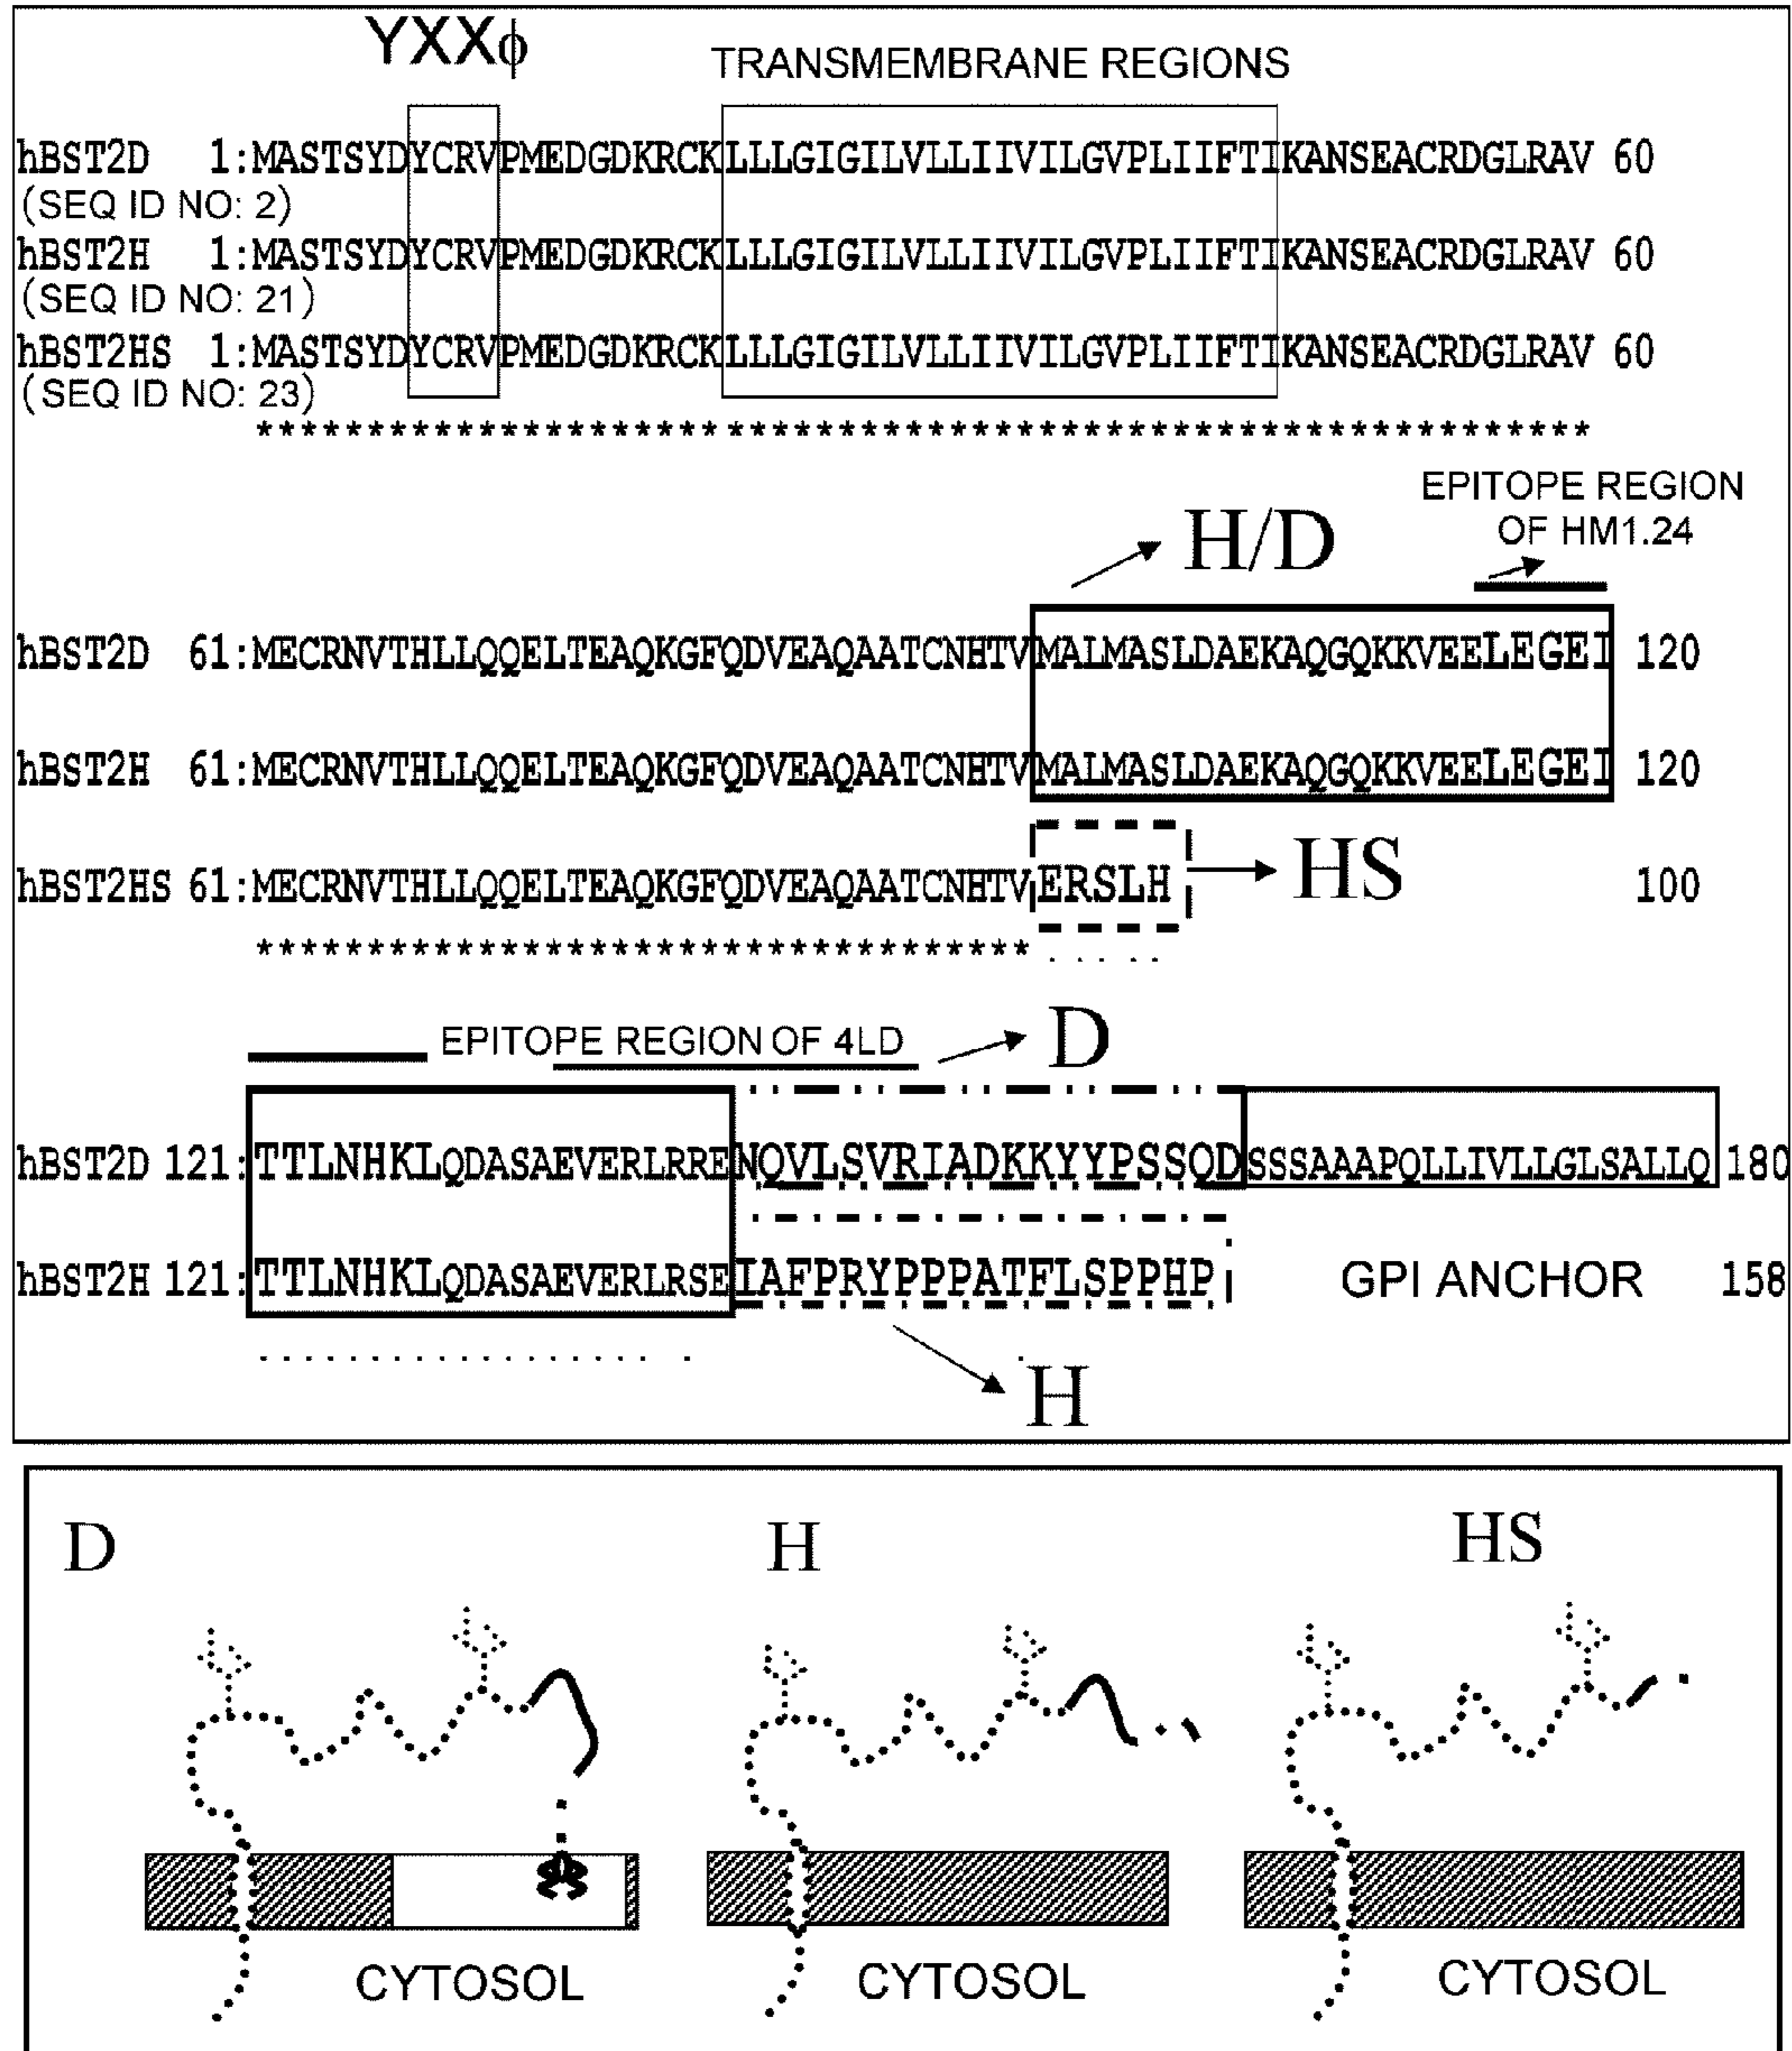 YXXϕ
TRANSMEMBRANE REGIONS
hBST2D 1:MASTSYDYCRVPMEDGDKRCKLLLGIGILVLLIIVILGVPLIIFTIKANSEACRDGLRAV 60
(SEQ ID NO: 2)
hBST2H 1:MASTSYDYCRVPMEDGDKRCKLLLGIGILVLLIIVILGVPLIIFTIKANSEACRDGLRAV 60
(SEQ ID NO: 21)
hBST2HS 1:MASTSYDYCRVPMEDGDKRCKLLLGIGILVLLIIVILGVPLIIFTIKANSEACRDGLRAV 60
(SEQ ID NO: 23)
************************************************************
EPITOPE REGION
OF HM1.24
H/D
hBST2D 61:MECRNVTHLLQQELTEAQKGFQDVEAQAATCNHTVMALMASLDAEKAQGQKKVEELEGEI 120
hBST2H 61:MECRNVTHLLQQELTEAQKGFQDVEAQAATCNHTVMALMASLDAEKAQGQKKVEELEGEI 120
hBST2HS 61:MECRNVTHLLQQELTEAQKGFQDVEAQAATCNHTVERSLH 100
HS
***********************************. . . .
EPITOPE REGION OF 4LD
D
hBST2D 121:TTLNHKLQDASAEVERLRRENQVLSVRIADKKYYPSSQDSSSAAAPQLLIVLLGLSALLQ 180
hBST2H 121:TTLNHKLQDASAEVERLRSEIAFPRYPPPATFLSPPHP GPI ANCHOR 158
. . . . . . . . . . . . . . . . . . . .
H
D H HS
CYTOSOL CYTOSOL CYTOSOL